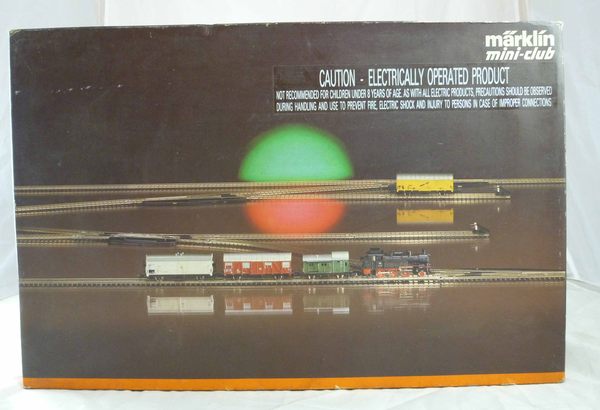 märklin
mini-club
CAUTION - ELECTRICALLY OPERATED PRODUCT
NOT RECOMMENDED FOR CHILDREN UNDER 8 YEARS OF AGE. AS WITH ALL ELECTRIC PRODUCTS, PRECAUTIONS SHOULD BE OBSERVED
DURING HANDLING AND USE TO PREVENT FIRE, ELECTRIC SHOCK AND INJURY TO PERSONS IN CASE OF IMPROPER CONNECTIONS